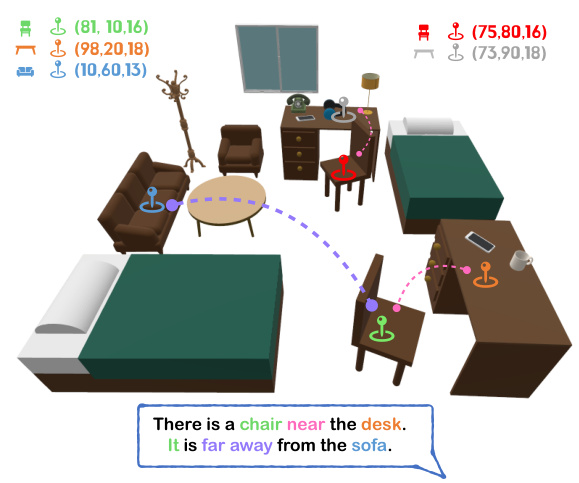 (81, 10,16)
(98,20,18)
(10,60,13)
(75,80,16)
(73,90,18)
There is a chair near the desk.
It is far away from the sofa.